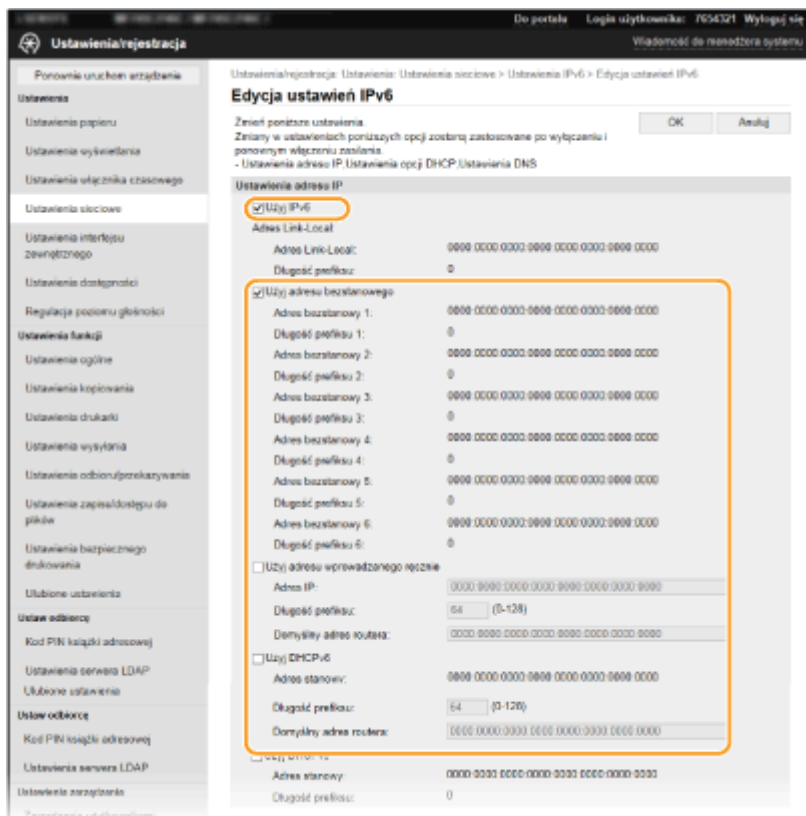 Do portalu Login użytkownika: 7654321 Wyloguj się
Ustawienia/rejestracja
Wiadomość do menedżera systemu
Ponownie uruchom urządzenie
Ustawienia
Ustawienia papieru
Ustawienia wyświetlania
Ustawienia włącznika czasowego
Ustawienia sieciowe
Ustawienia interfejsu
zewnętrznego
Ustawienia dostępności
Regulacja poziomu głośności
Ustawienia funkcji
Ustawienia ogólne
Ustawienia kopiowania
Ustawienia drukarki
Ustawienia wysyłania
Ustawienia odbioru/przekazywania
Ustawienia zapisu/dostępu do
plików
Ustawienia bezpiecznego
drukowania
Ulubione ustawienia
Ustaw odbiorcę
Kod PIN książki adresowej
Ustawienia serwera LDAP
Ulubione ustawienia
Ustaw odbiorcę
Kod PIN książki adresowej
Ustawienia serwera LDAP
Ustawienia zarządzania
Ustawienia/rejestracja: Ustawienia: Ustawienia sieciowe > Ustawienia IPv6 > Edycja ustawień IPv6
Edycja ustawień IPv6
Zmień poniższe ustawienia.
OK Anuluj
Zmiany w ustawieniach poniższych opcji zostaną zastosowane po wyłączeniu i
ponownym włączeniu zasilania.
- Ustawienia adresu IP,Ustawienia opcji DHCP,Ustawienia DNS
Ustawienia adresu IP
Użyj IPv6
Adres Link-Local:
Adres Link-Local: 0000:0000:0000:0000:0000:0000:0000:0000
Długość prefiksu: 0
Użyj adresu bezstanowego
Adres bezstanowy 1: 0000:0000:0000:0000:0000:0000:0000:0000
Długość prefiksu 1: 0
Adres bezstanowy 2: 0000:0000:0000:0000:0000:0000:0000:0000
Długość prefiksu 2: 0
Adres bezstanowy 3: 0000:0000:0000:0000:0000:0000:0000:0000
Długość prefiksu 3: 0
Adres bezstanowy 4: 0000:0000:0000:0000:0000:0000:0000:0000
Długość prefiksu 4: 0
Adres bezstanowy 5: 0000:0000:0000:0000:0000:0000:0000:0000
Długość prefiksu 5: 0
Adres bezstanowy 6: 0000:0000:0000:0000:0000:0000:0000:0000
Długość prefiksu 6: 0
Użyj adresu wprowadzanego ręcznie
Adres IP: 0000:0000:0000:0000:0000:0000:0000:0000
Długość prefiksu: 64 (0-128)
Domyślny adres routera: 0000:0000:0000:0000:0000:0000:0000:0000
Użyj DHCPv6
Adres stanowy: 0000:0000:0000:0000:0000:0000:0000:0000
Długość prefiksu: 64 (0-128)
Domyślny adres routera: 0000:0000:0000:0000:0000:0000:0000:0000
Adres stanowy: 0000:0000:0000:0000:0000:0000:0000:0000
Długość prefiksu: 0